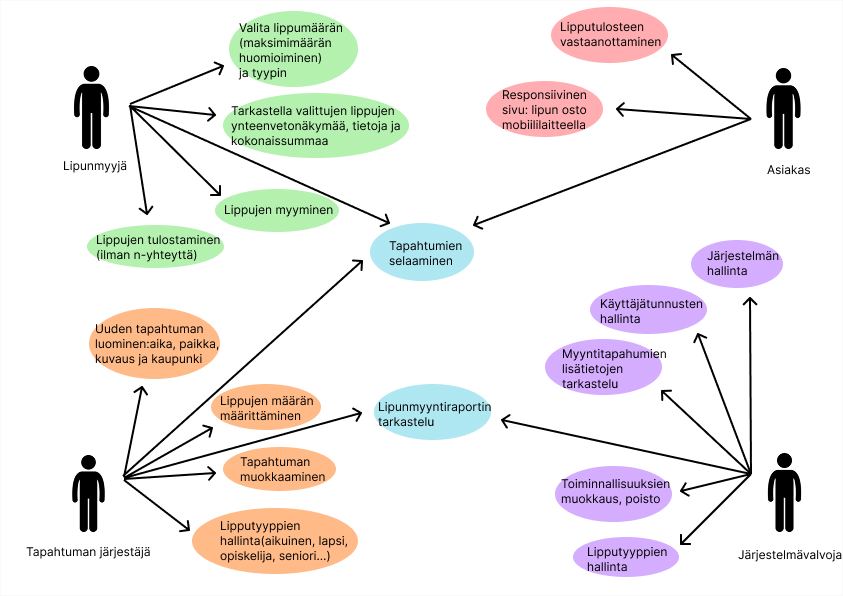 Valita lippumäärän
(maksimimäärän
huomioiminen)
ja tyypin
Tarkastella valittujen lippujen
ynteenvetonäkymää, tietoja ja
kokonaissummaa
Lipunmyyjä
Lippujen myyminen
Lippujen tulostaminen
(ilman n-yhteyttä)
Lipputulosteen
vastaanottaminen
Responsiivinen
sivu: lipun osto
mobiililaitteella
Asiakas
Tapahtumien
selaaminen
Järjestelmän
hallinta
Käyttäjätunnusten
hallinta
Myyntitapahumien
lisätietojen
tarkastelu
Uuden tapahtuman
luominen:aika, paikka,
kuvaus ja kaupunki
Lippujen määrän
määrittäminen
Lipunmyyntiraportin
tarkastelu
Tapahtuman
muokkaaminen
Lipputyyppien
hallinta(aikuinen, lapsi,
opiskelija, seniori...)
Tapahtuman järjestäjä
Toiminnallisuuksien
muokkaus, poisto
Lipputyyppien
hallinta
Järjestelmävalvoja